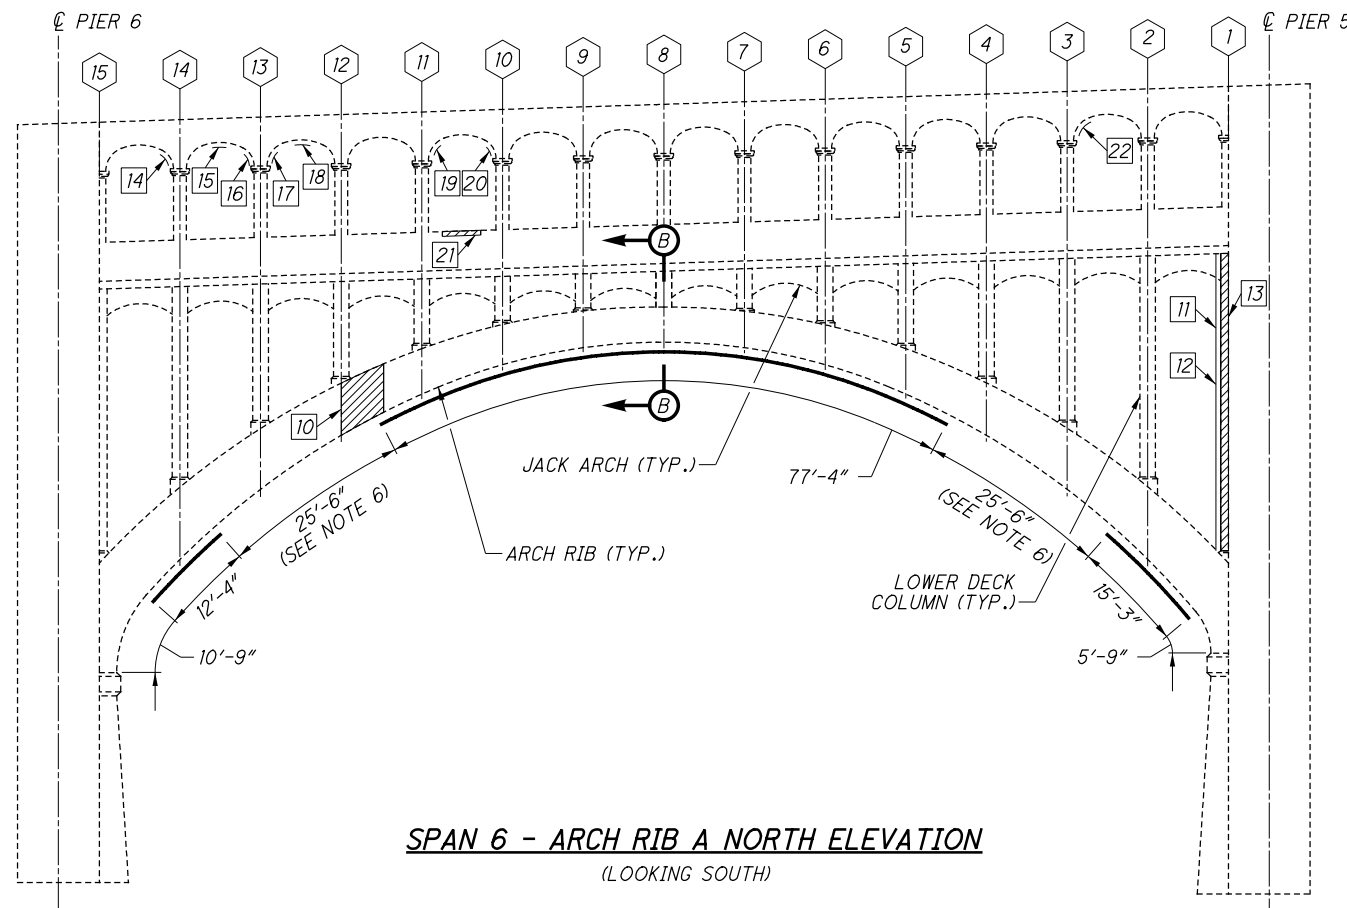 ℄ PIER 6
℄ PIER 5
15
14
13
12
11
10
9
8
7
6
5
4
3
2
1
14
15
16
17
18
19
20
21
22
B
11
13
12
10
B
JACK ARCH (TYP.)
77'-4"
25'-6"
(SEE NOTE 6)
25'-6"
(SEE NOTE 6)
ARCH RIB (TYP.)
LOWER DECK
COLUMN (TYP.)
12'-4"
15'-3"
10'-9"
5'-9"
SPAN 6 - ARCH RIB A NORTH ELEVATION
(LOOKING SOUTH)